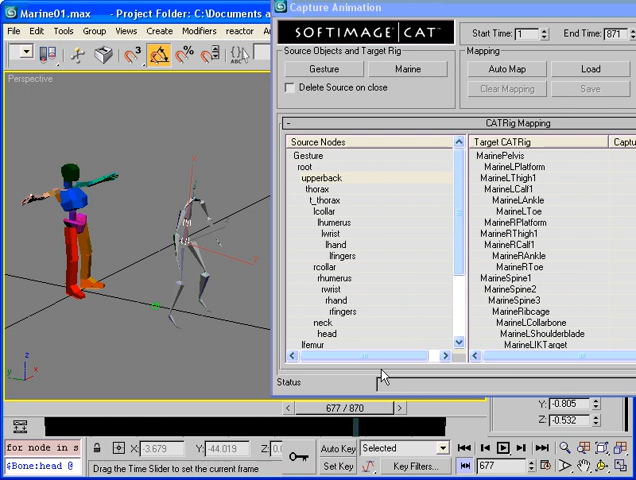 Marine01.max - Project Folder: C:\Documents a
Capture Animation
File Edit Tools Group Views Create Modifiers reactor
3
%
Perspective
SOFTIMAGE | CAT
Start Time: 1 End Time: 871
Source Objects and Target Rig
Mapping
Gesture Marine
Auto Map Load
Delete Source on close
Clear Mapping Save
- CATRig Mapping
Source Nodes
Target CATRig Captu
Gesture
root
upperback
thorax
t_thorax
lcollar
lhumerus
lwrist
lhand
lfingers
rcollar
rhumerus
rwrist
rhand
rfingers
neck
head
lfemur
MarinePelvis
MarineLPlatform
MarineLThigh1
MarineLCalf1
MarineLAnkle
MarineLToe
MarineRPlatform
MarineRThigh1
MarineRCalf1
MarineRAnkle
MarineRToe
MarineSpine1
MarineSpine2
MarineSpine3
MarineRibcage
MarineLCollarbone
MarineLShoulderblade
MarineLIKTarget
Status
z
y x
677 / 870
Y: -0.805
Z: -0.532
for node in s
$Bone:head @
X: -3.679 Y: -44.019 Z: 0.0
Drag the Time Slider to set the current frame
Auto Key Selected
Set Key Key Filters...
677